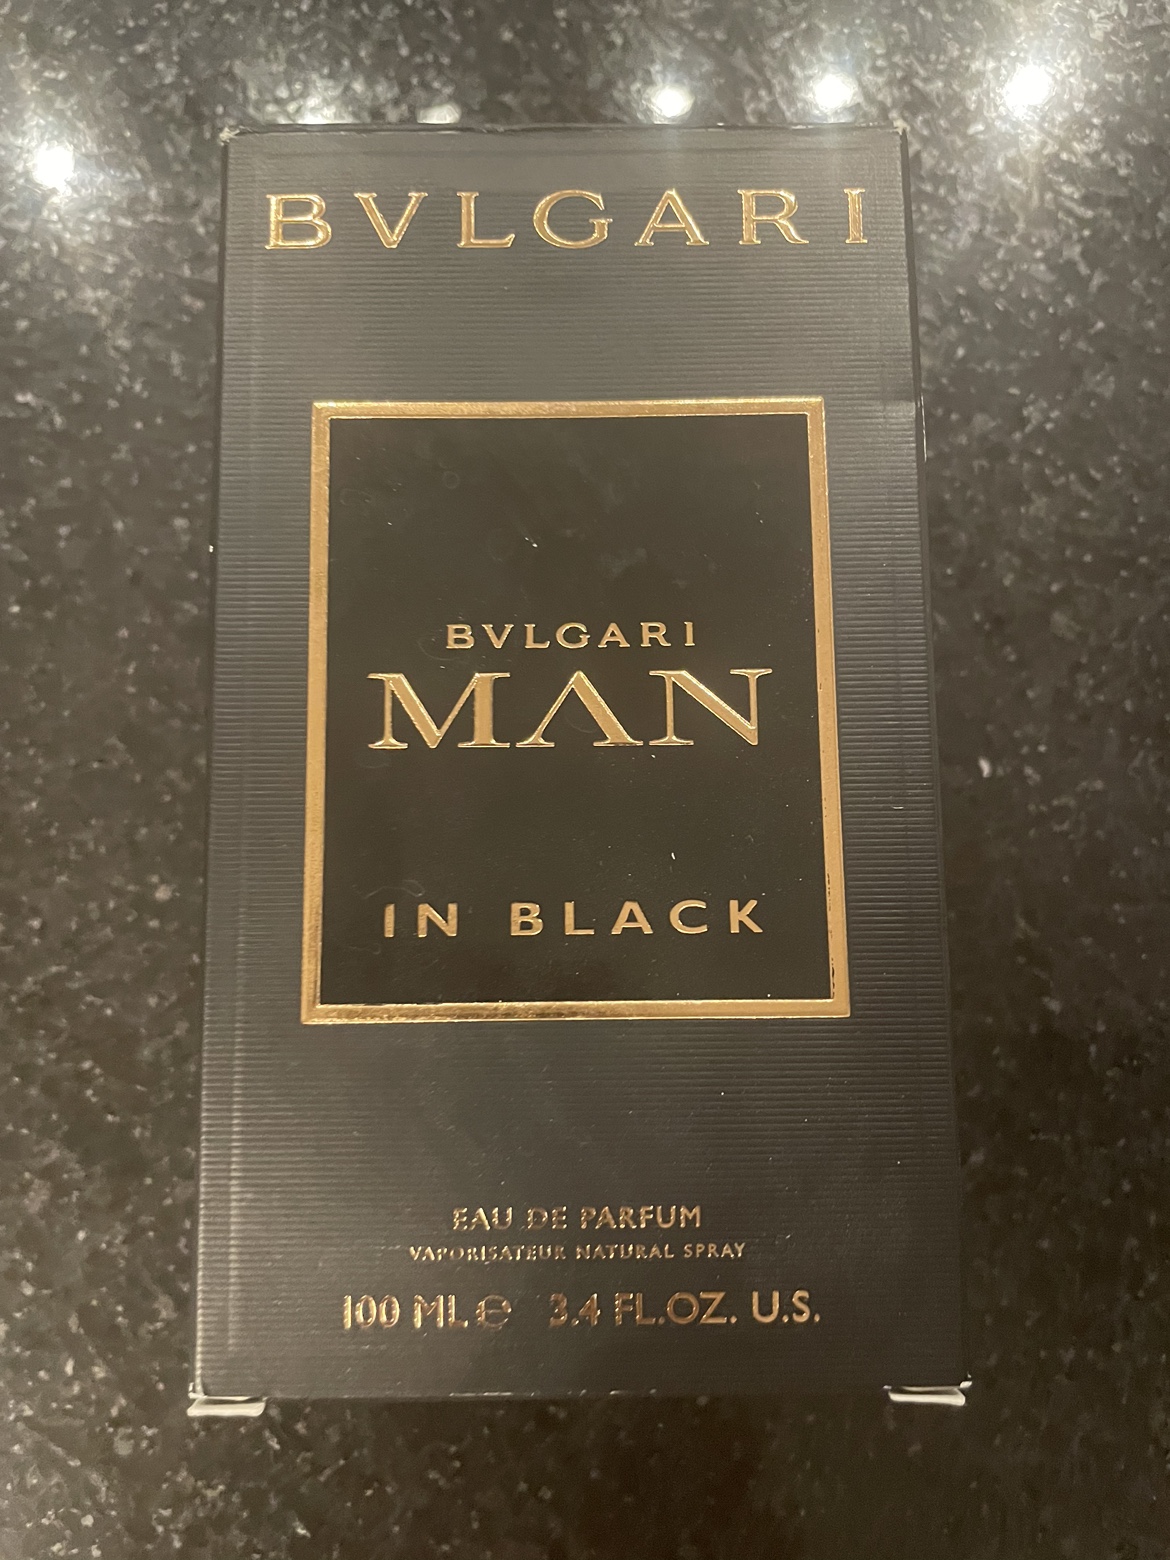 BVLGARI
BVLGARI
MAN
IN BLACK
EAU DE PARFUM
VAPORISATEUR NATURAL SPRAY
100 ML ℮ 3.4 FL.OZ. U.S.